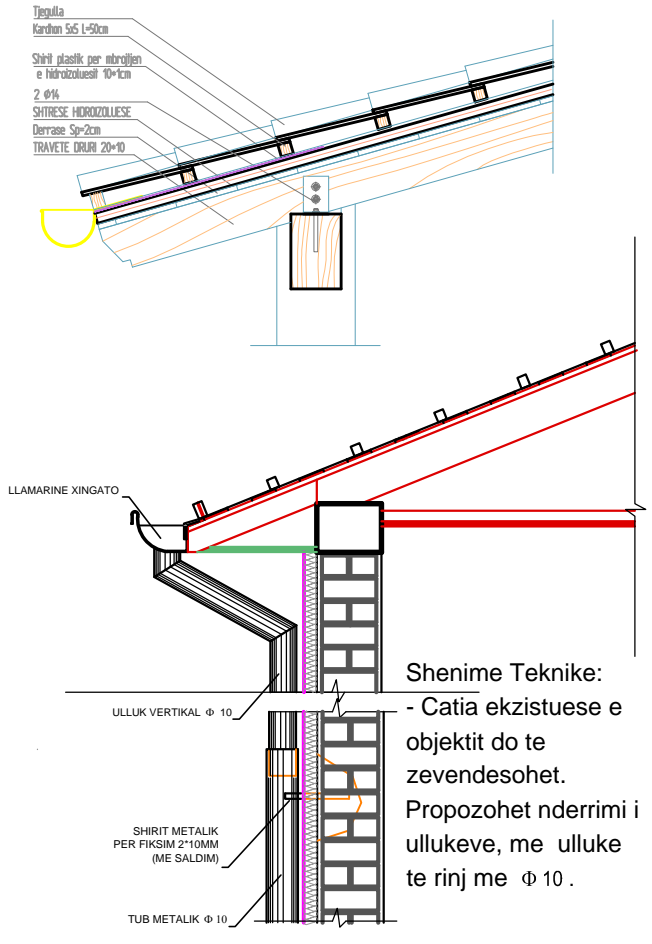 Tjegulla
Kardhon 5x5 L=50cm
Shirit plastik per mbrojtjen
e hidroizoluesit 10*1cm
2 Φ14
SHTRESE HIDROIZOLUESE
Derrase Sp=2cm
TRAVETE DRURI 20*10
LLAMARINE XINGATO
ULLUK VERTIKAL Φ 10
SHIRIT METALIK
PER FIKSIM 2*10MM
(ME SALDIM)
TUB METALIK Φ 10
Shenime Teknike:
- Catia ekzistuese e
objektit do te
zevendesohet.
Propozohet nderrimi i
ullukeve, me ulluke
te rinj me Φ 10 .